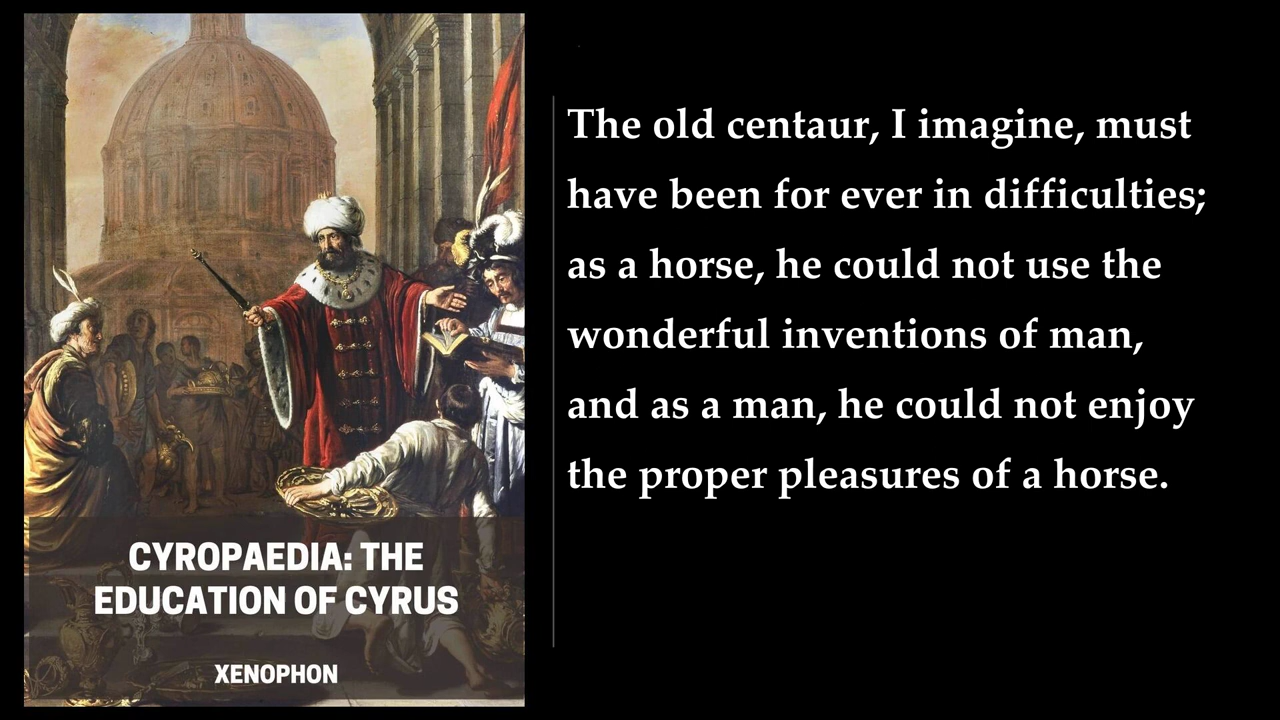 CYROPAEDIA: THE
EDUCATION OF CYRUS
XENOPHON
The old centaur, I imagine, must
have been for ever in difficulties;
as a horse, he could not use the
wonderful inventions of man,
and as a man, he could not enjoy
the proper pleasures of a horse.